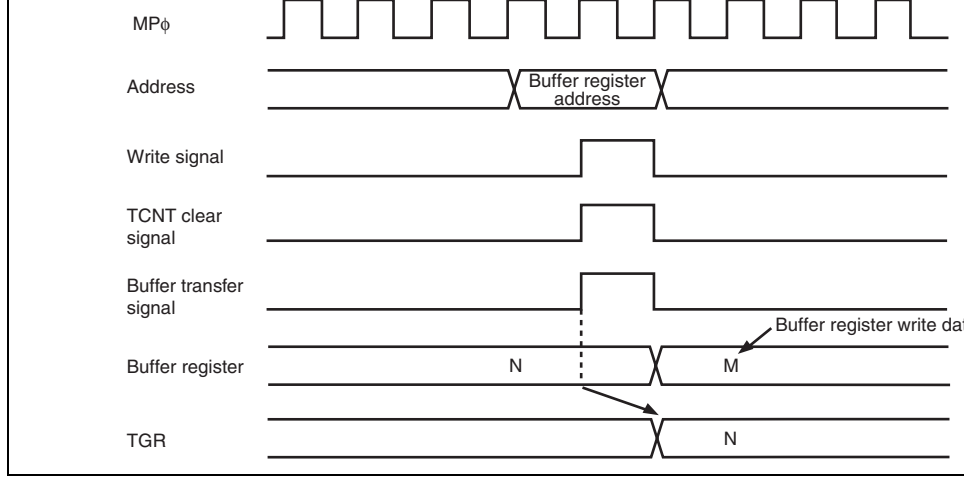 MPϕ
Address
Buffer register
address
Write signal
TCNT clear
signal
Buffer transfer
signal
Buffer register write dat
Buffer register
N
M
TGR
N